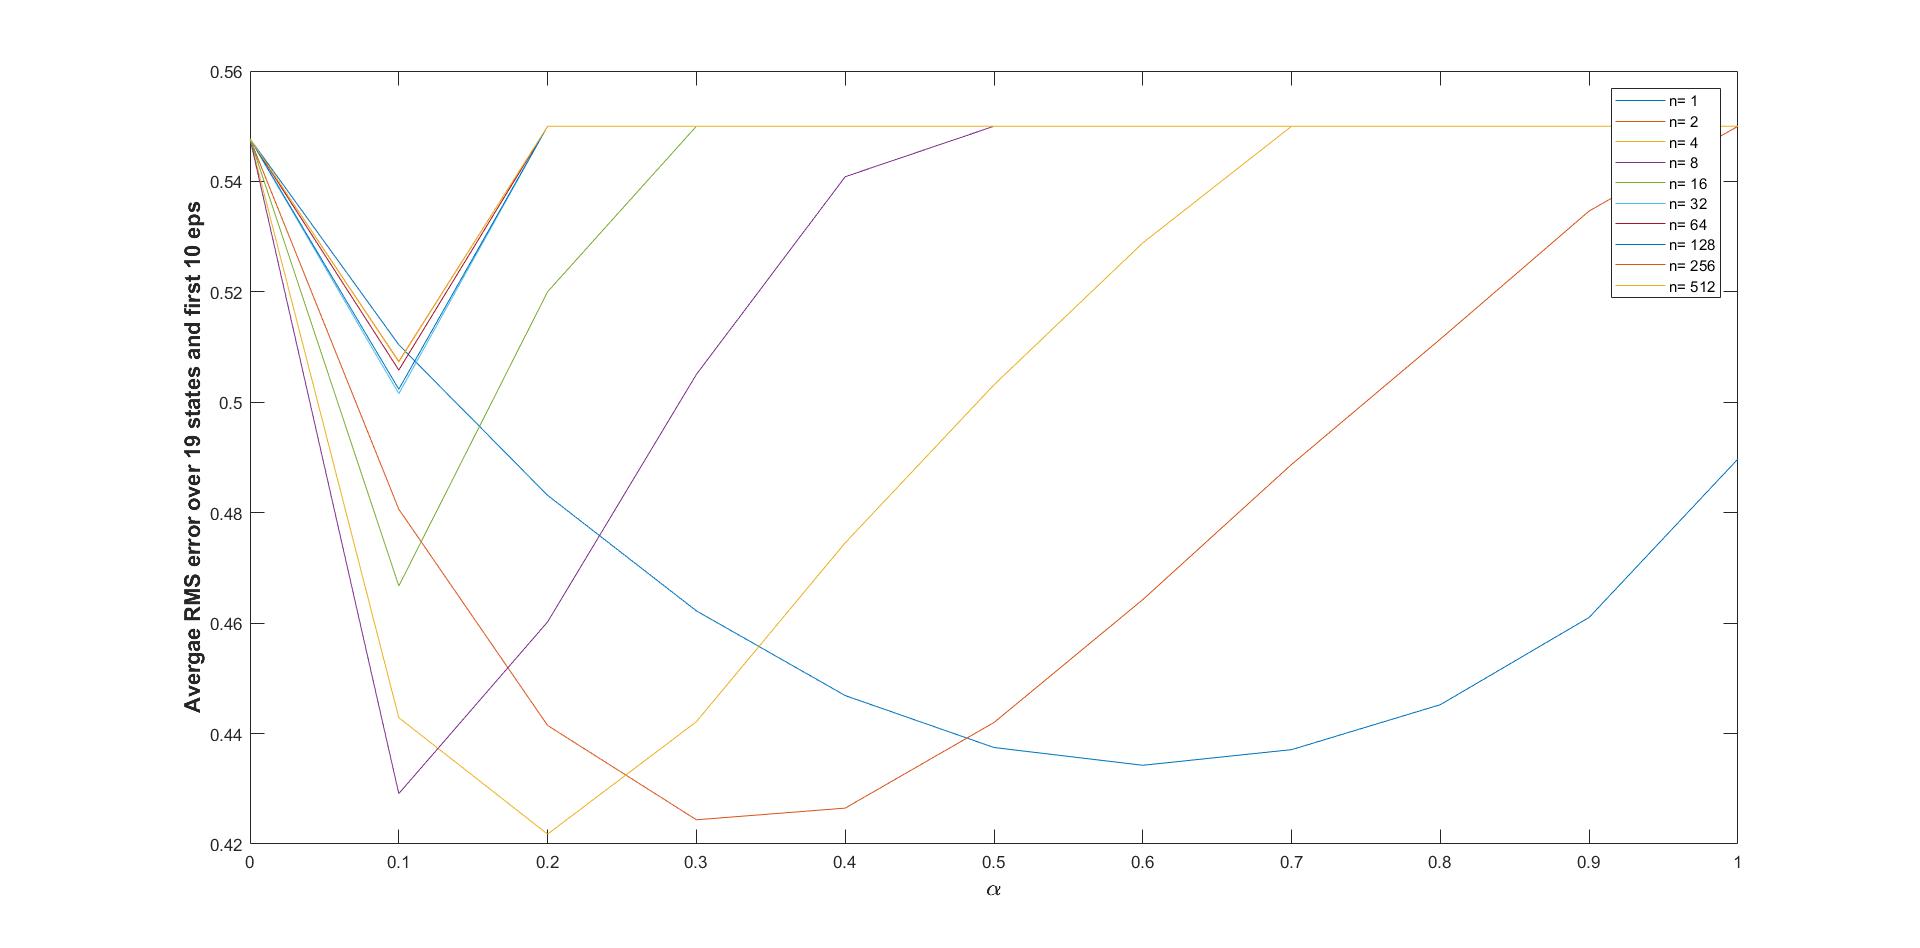 0.56
0.54
0.52
0.5
0.48
0.46
0.44
0.42
Avergae RMS error over 19 states and first 10 eps
n= 1
n= 2
n= 4
n= 8
n= 16
n= 32
n= 64
n= 128
n= 256
n= 512
0 0.1 0.2 0.3 0.4 0.5 0.6 0.7 0.8 0.9 1
α